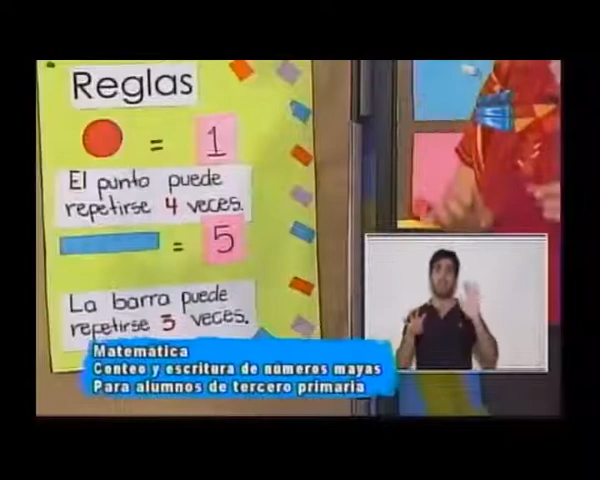 Reglas
= 1
El punto puede
repetirse 4 veces.
= 5
La barra puede
repetirse 3 veces.
Matemática
Conteo y escritura de números mayas
Para alumnos de tercero primaria